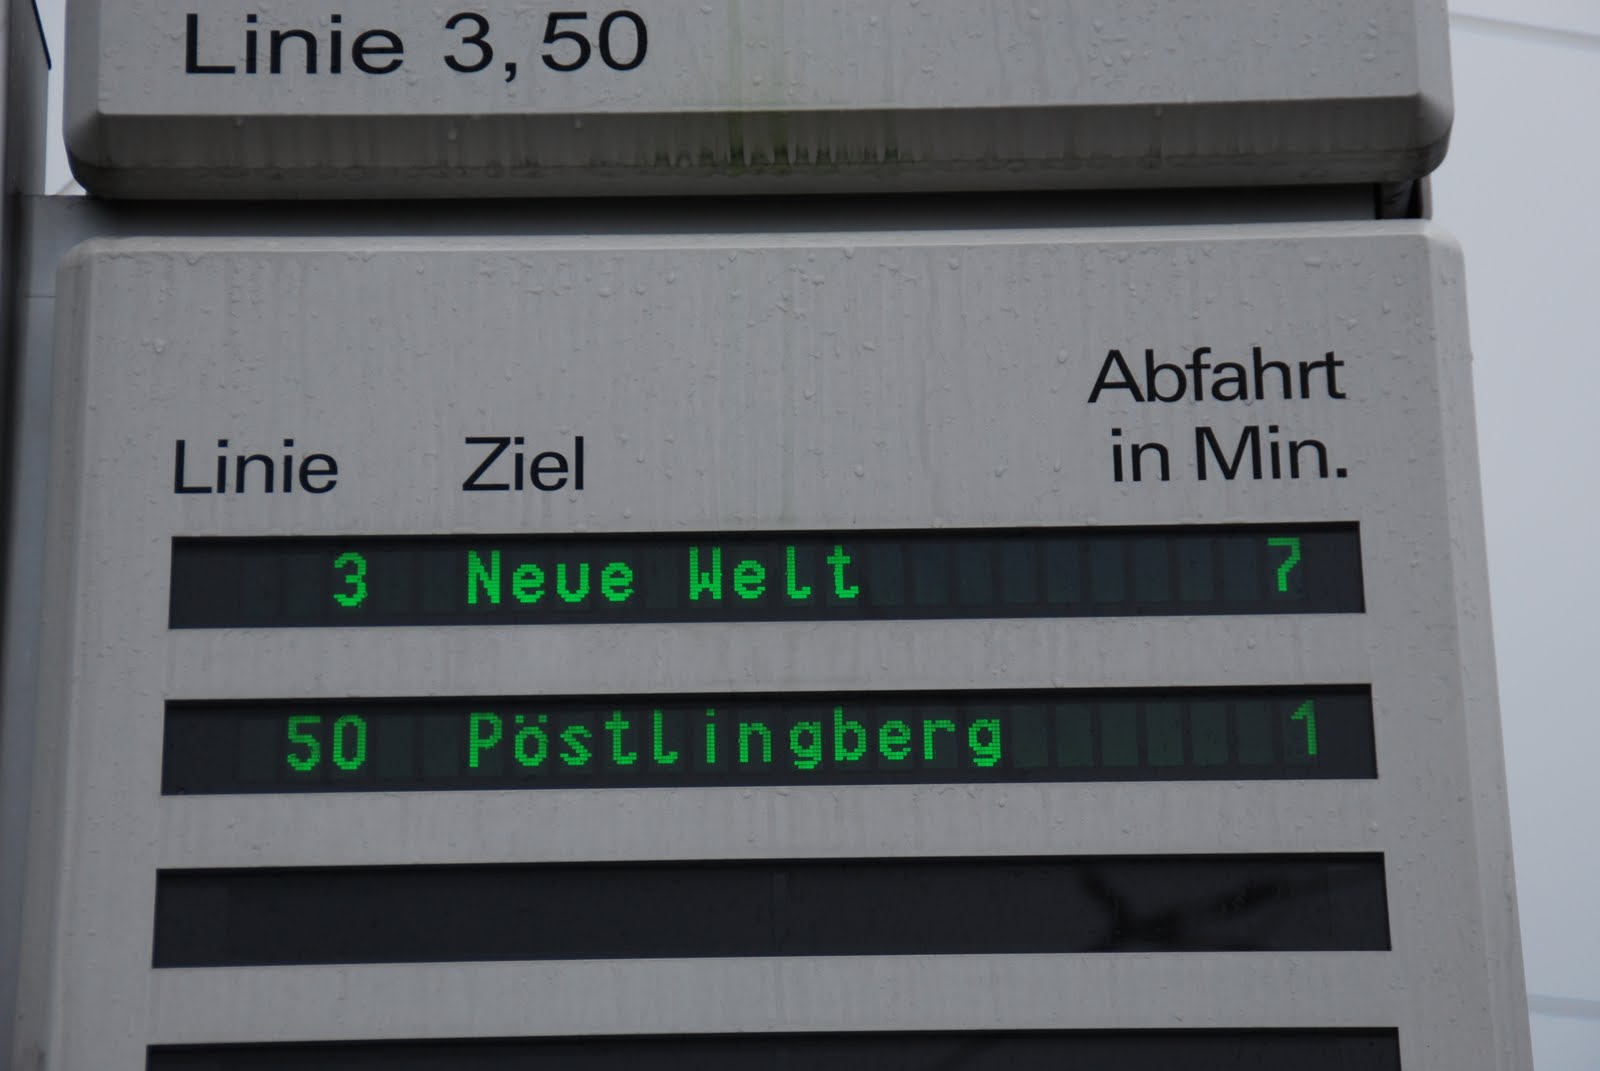 Linie 3, 50
Abfahrt
in Min.
Linie Ziel
3 Neue Welt 7
50 Pöstlingberg 1